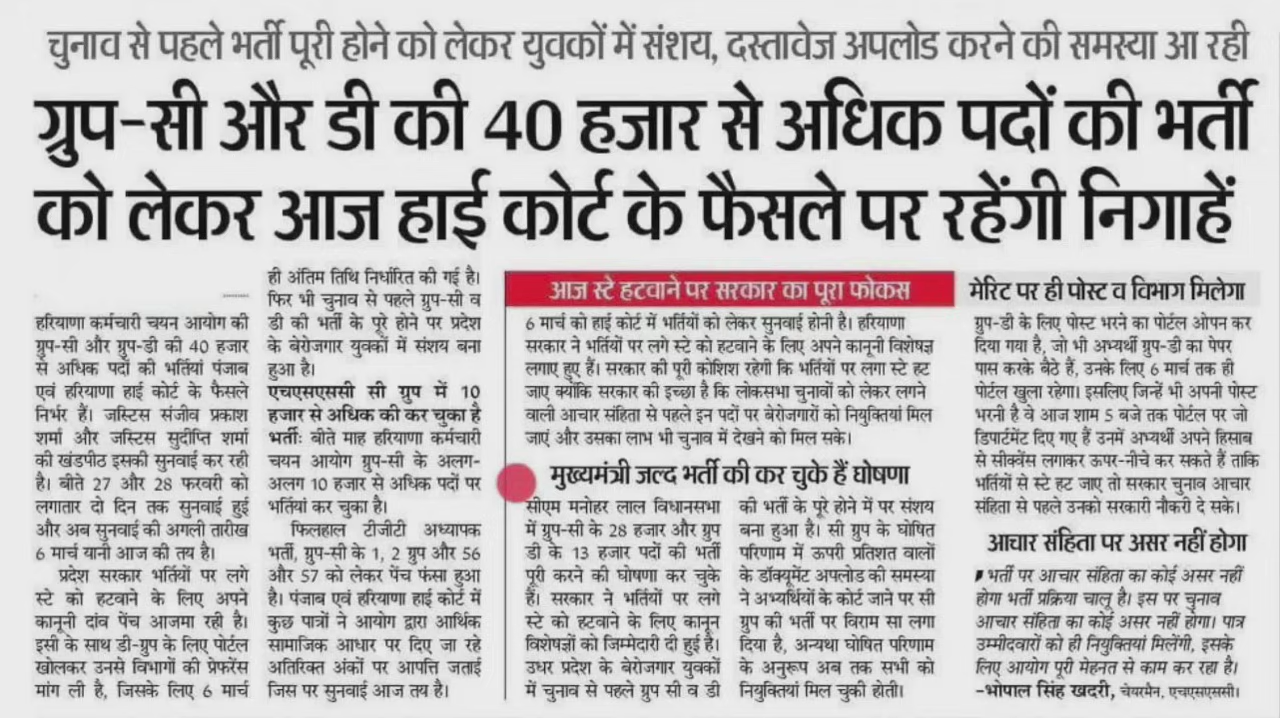 चुनाव से पहले भर्ती पूरी होने को लेकर युवकों में संशय, दस्तावेज अपलोड करने की समस्या आ रही
ग्रुप-सी और डी की 40 हजार से अधिक पदों की भर्ती
को लेकर आज हाई कोर्ट के फैसले पर रहेंगी निगाहें
हरियाणा कर्मचारी चयन आयोग की
ग्रुप-सी और ग्रुप-डी की 40 हजार
से अधिक पदों की भर्तियां पंजाब
एवं हरियाणा हाई कोर्ट के फैसले
निर्भर हैं। जस्टिस संजीव प्रकाश
शर्मा और जस्टिस सुदीप्ति शर्मा
की खंडपीठ इसकी सुनवाई कर रही
है। बीते 27 और 28 फरवरी को
लगातार दो दिन तक सुनवाई हुई
और अब सुनवाई की अगली तारीख
6 मार्च यानी आज की तय है।
प्रदेश सरकार भर्तियों पर लगे
स्टे को हटवाने के लिए अपने
कानूनी दांव पेंच आजमा रही है।
इसी के साथ डी-ग्रुप के लिए पोर्टल
खोलकर उनसे विभागों की प्रेफरेंस
मांग ली है, जिसके लिए 6 मार्च
ही अंतिम तिथि निर्धारित की गई है।
फिर भी चुनाव से पहले ग्रुप-सी व
डी की भर्ती के पूरे होने पर प्रदेश
के बेरोजगार युवकों में संशय बना
हुआ है।
एचएसएससी सी ग्रुप में 10
हजार से अधिक की कर चुका है
भर्तीः बीते माह हरियाणा कर्मचारी
चयन आयोग ग्रुप-सी के अलग-
अलग 10 हजार से अधिक पदों पर
भर्तियां कर चुका है।
फिलहाल टीजीटी अध्यापक
भर्ती, ग्रुप-सी के 1, 2 ग्रुप और 56
और 57 को लेकर पेंच फंसा हुआ
है। पंजाब एवं हरियाणा हाई कोर्ट में
कुछ पात्रों ने आयोग द्वारा आर्थिक
सामाजिक आधार पर दिए जा रहे
अतिरिक्त अंकों पर आपत्ति जताई
जिस पर सुनवाई आज तय है।
आज स्टे हटवाने पर सरकार का पूरा फोकस
6 मार्च को हाई कोर्ट में भर्तियों को लेकर सुनवाई होनी है। हरियाणा
सरकार ने भर्तियों पर लगे स्टे को हटवाने के लिए अपने कानूनी विशेषज्ञ
लगाए हुए हैं। सरकार की पूरी कोशिश रहेगी कि भर्तियों पर लगा स्टे हट
जाए क्योंकि सरकार की इच्छा है कि लोकसभा चुनावों को लेकर लगने
वाली आचार संहिता से पहले इन पदों पर बेरोजगारों को नियुक्तियां मिल
जाएं और उसका लाभ भी चुनाव में देखने को मिल सके।
मुख्यमंत्री जल्द भर्ती की कर चुके हैं घोषणा
सीएम मनोहर लाल विधानसभा
में ग्रुप-सी के 28 हजार और ग्रुप
डी के 13 हजार पदों की भर्ती
पूरी करने की घोषणा कर चुके
हैं। सरकार ने भर्तियों पर लगे
स्टे को हटवाने के लिए कानून
विशेषज्ञों को जिम्मेदारी दी हुई है।
उधर प्रदेश के बेरोजगार युवकों
में चुनाव से पहले ग्रुप सी व डी
की भर्ती के पूरे होने में पर संशय
बना हुआ है। सी ग्रुप के घोषित
परिणाम में ऊपरी प्रतिशत वालों
के डॉक्यूमेंट अपलोड की समस्या
ने अभ्यर्थियों के कोर्ट जाने पर सी
ग्रुप की भर्ती पर विराम सा लगा
दिया है, अन्यथा घोषित परिणाम
के अनुरूप अब तक सभी को
नियुक्तियां मिल चुकी होती।
मेरिट पर ही पोस्ट व विभाग मिलेगा
ग्रुप-डी के लिए पोस्ट भरने का पोर्टल ओपन कर
दिया गया है, जो भी अभ्यर्थी ग्रुप-डी का पेपर
पास करके बैठे हैं, उनके लिए 6 मार्च तक ही
पोर्टल खुला रहेगा। इसलिए जिन्हें भी अपनी पोस्ट
भरनी है वे आज शाम 5 बजे तक पोर्टल पर जो
डिपार्टमेंट दिए गए हैं उनमें अभ्यर्थी अपने हिसाब
से सीक्वेंस लगाकर ऊपर-नीचे कर सकते हैं ताकि
भर्तियों से स्टे हट जाए तो सरकार चुनाव आचार
संहिता से पहले उनको सरकारी नौकरी दे सके।
आचार संहिता पर असर नहीं होगा
भर्ती पर आचार संहिता का कोई असर नहीं
होगा भर्ती प्रक्रिया चालू है। इस पर चुनाव
आचार संहिता का कोई असर नहीं होगा। पात्र
उम्मीदवारों को ही नियुक्तियां मिलेंगी, इसके
लिए आयोग पूरी मेहनत से काम कर रहा है।
-भोपाल सिंह खदरी, चेयरमैन, एचएसएससी।